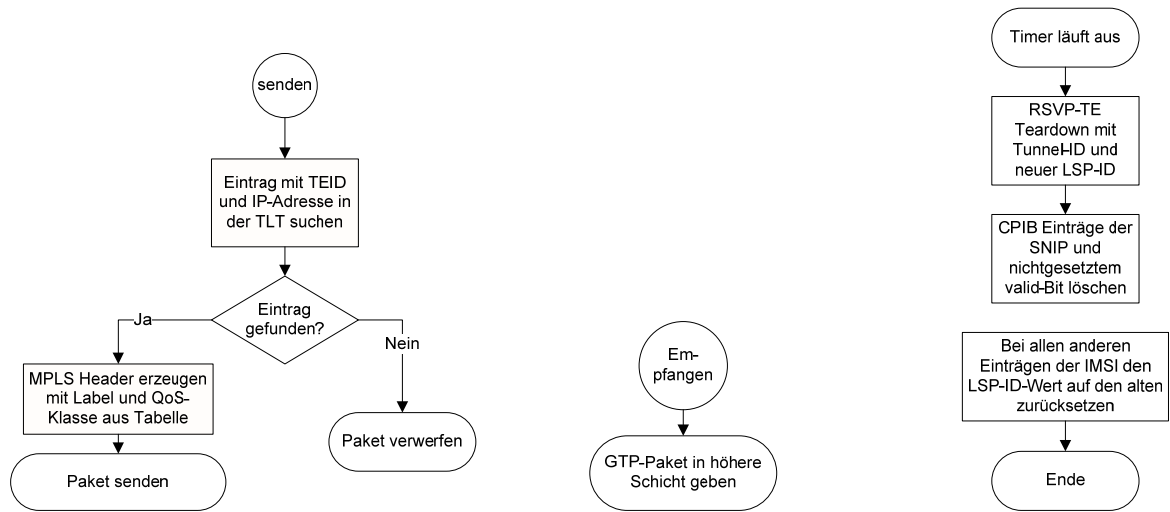 senden
Eintrag mit TEID
und IP-Adresse in
der TLT suchen
Eintrag
gefunden?
Ja
Nein
MPLS Header erzeugen
mit Label und QoS-
Klasse aus Tabelle
Paket verwerfen
Paket senden
Em-
pfangen
GTP-Paket in höhere
Schicht geben
Timer läuft aus
RSVP-TE
Teardown mit
Tunnel-ID und
neuer LSP-ID
CPIB Einträge der
SNIP und
nichtgesetztem
valid-Bit löschen
Bei allen anderen
Einträgen der IMSI den
LSP-ID-Wert auf den alten
zurücksetzen
Ende